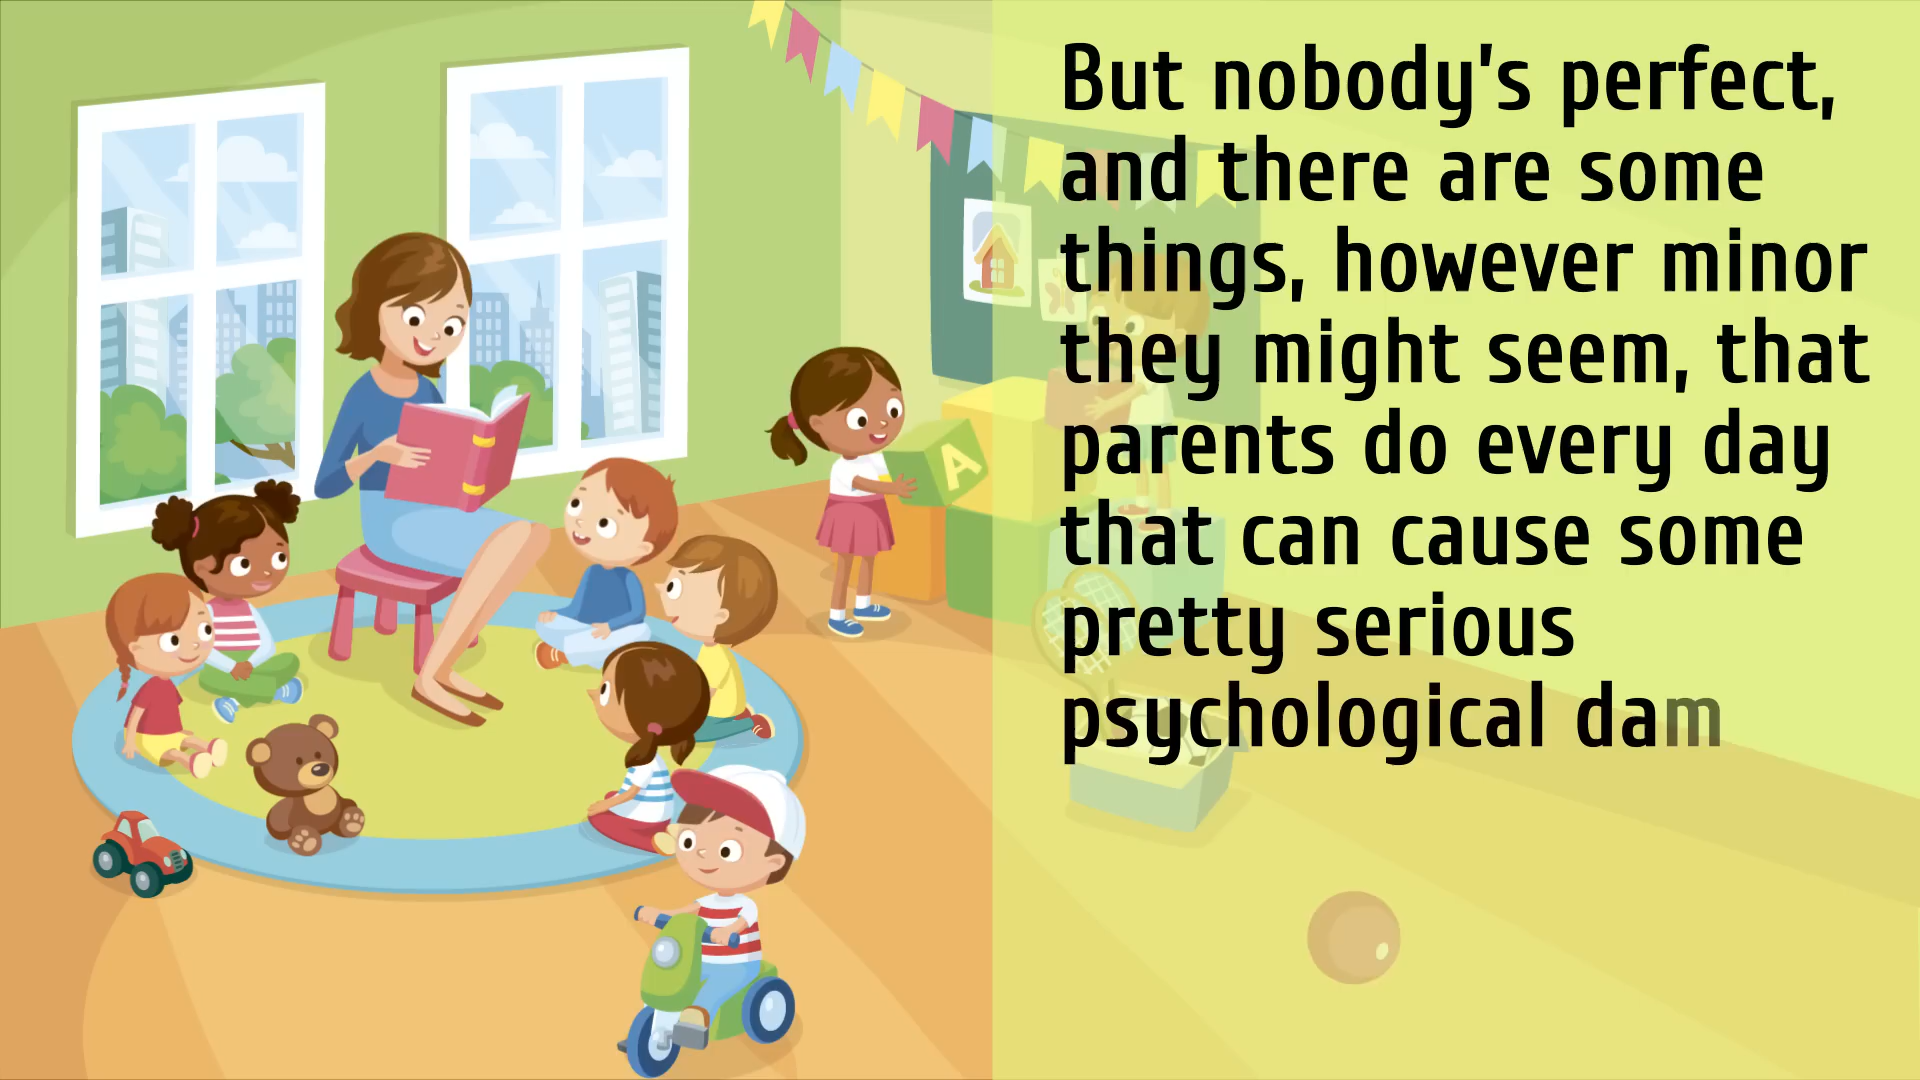 But nobody's perfect,
and there are some
things, however minor
they might seem, that
parents do every day
that can cause some
pretty serious
psychological dam
A